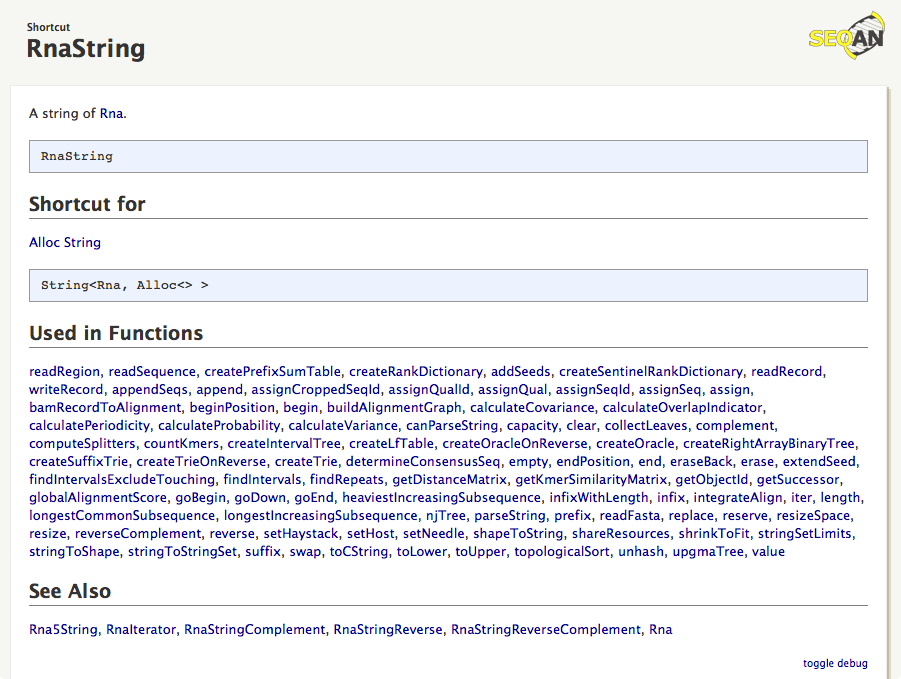 Shortcut
RnaString
SEQAN
A string of Rna.
RnaString
Shortcut for
Alloc String
String<Rna, Alloc<> >
Used in Functions
readRegion, readSequence, createPrefixSumTable, createRankDictionary, addSeeds, createSentinelRankDictionary, readRecord,
writeRecord, appendSeqs, append, assignCroppedSeqId, assignQualId, assignQual, assignSeqId, assignSeq, assign,
bamRecordToAlignment, beginPosition, begin, buildAlignmentGraph, calculateCovariance, calculateOverlapIndicator,
calculatePeriodicity, calculateProbability, calculateVariance, canParseString, capacity, clear, collectLeaves, complement,
computeSplitters, countKmers, createIntervalTree, createLfTable, createOracleOnReverse, createOracle, createRightArrayBinaryTree,
createSuffixTrie, createTrieOnReverse, createTrie, determineConsensusSeq, empty, endPosition, end, eraseBack, erase, extendSeed,
findIntervalsExcludeTouching, findIntervals, findRepeats, getDistanceMatrix, getKmerSimilarityMatrix, getObjectId, getSuccessor,
globalAlignmentScore, goBegin, goDown, goEnd, heaviestIncreasingSubsequence, infixWithLength, infix, integrateAlign, iter, length,
longestCommonSubsequence, longestIncreasingSubsequence, njTree, parseString, prefix, readFasta, replace, reserve, resizeSpace,
resize, reverseComplement, reverse, setHaystack, setHost, setNeedle, shapeToString, shareResources, shrinkToFit, stringSetLimits,
stringToShape, stringToStringSet, suffix, swap, toCString, toLower, toUpper, topologicalSort, unhash, upgmaTree, value
See Also
Rna5String, RnaIterator, RnaStringComplement, RnaStringReverse, RnaStringReverseComplement, Rna
toggle debug